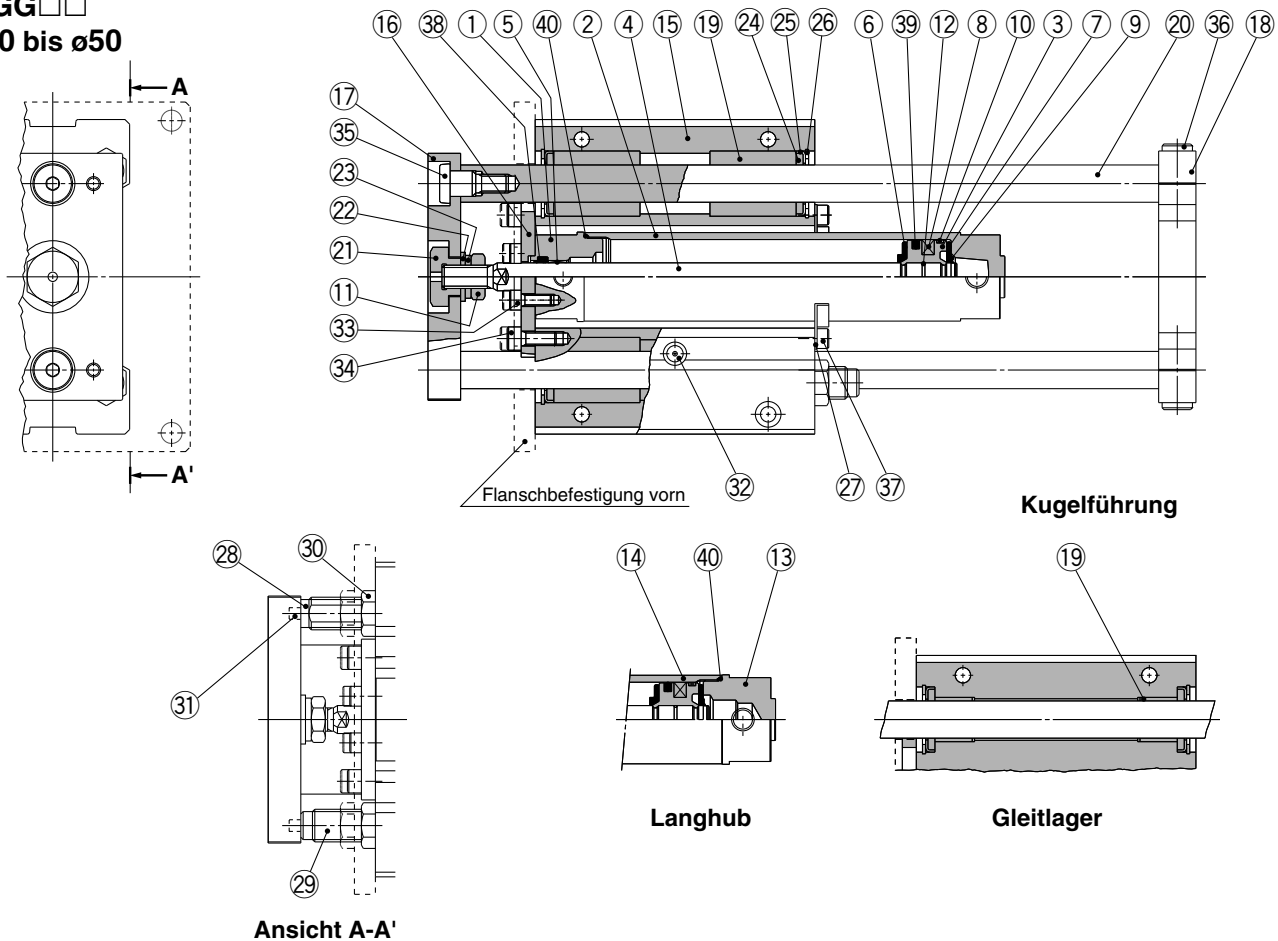 GG□□
0 bis ø50
A
A'
⑯ ㊳ ① ⑤ ㊵ ② ④ ⑮ ⑲ ㉔ ㉕ ㉖ ⑥ ㊴ ⑫ ⑧ ⑩ ③ ⑦ ⑨ ⑳ ㊱ ⑱
⑰
㉟
㉓
㉒
㉑
⑪
㉝
㉞
Flanschbefestigung vorn
㉜ ㉗ ㊲
Kugelführung
㉘ ㉚
㉛
㉙
Ansicht A-A'
⑭ ㊵ ⑬
Langhub
⑲
Gleitlager